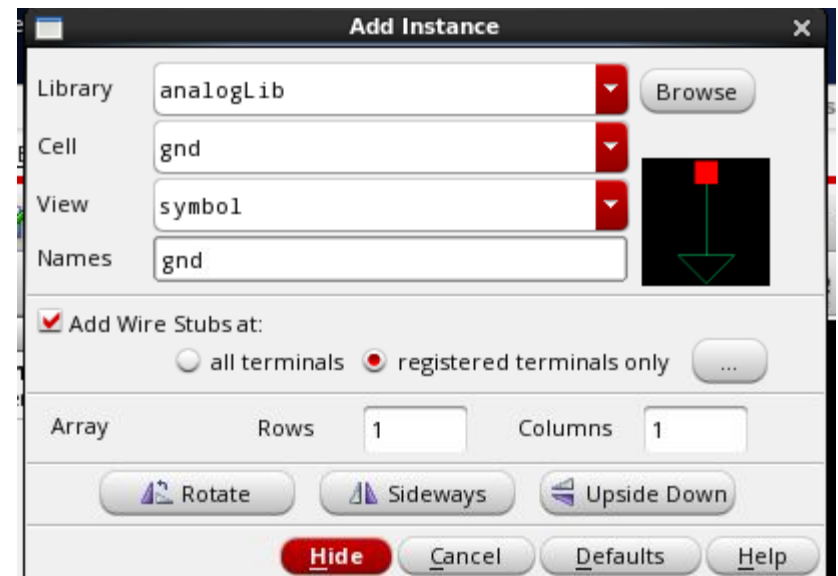 Add Instance
Library analogLib Browse
Cell gnd
View symbol
Names gnd
Add Wire Stubs at:
all terminals registered terminals only ...
Array Rows 1 Columns 1
Rotate Sideways Upside Down
Hide Cancel Defaults Help